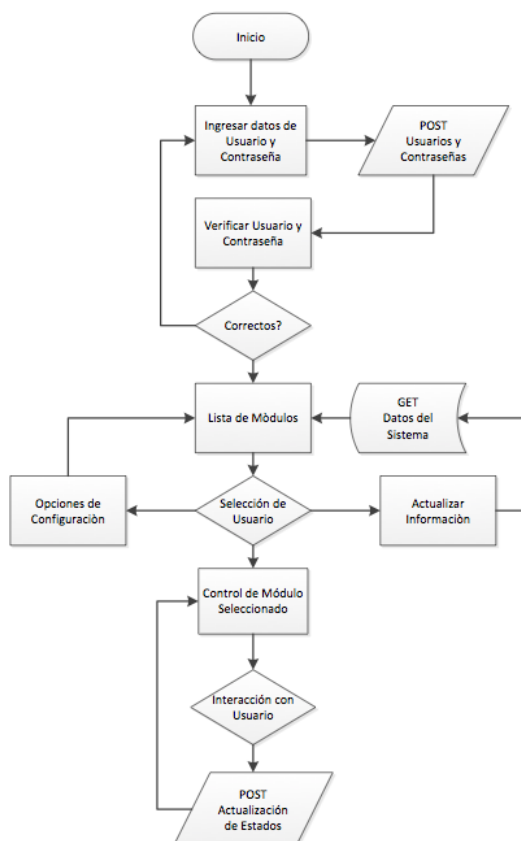 Inicio
Ingresar datos de
Usuario y
Contraseña
POST
Usuarios y
Contraseñas
Verificar Usuario y
Contraseña
Correctos?
Lista de Mòdulos
GET
Datos del
Sistema
Opciones de
Configuraciòn
Selección de
Usuario
Actualizar
Informaciòn
Control de Módulo
Seleccionado
Interacción con
Usuario
POST
Actualización
de Estados